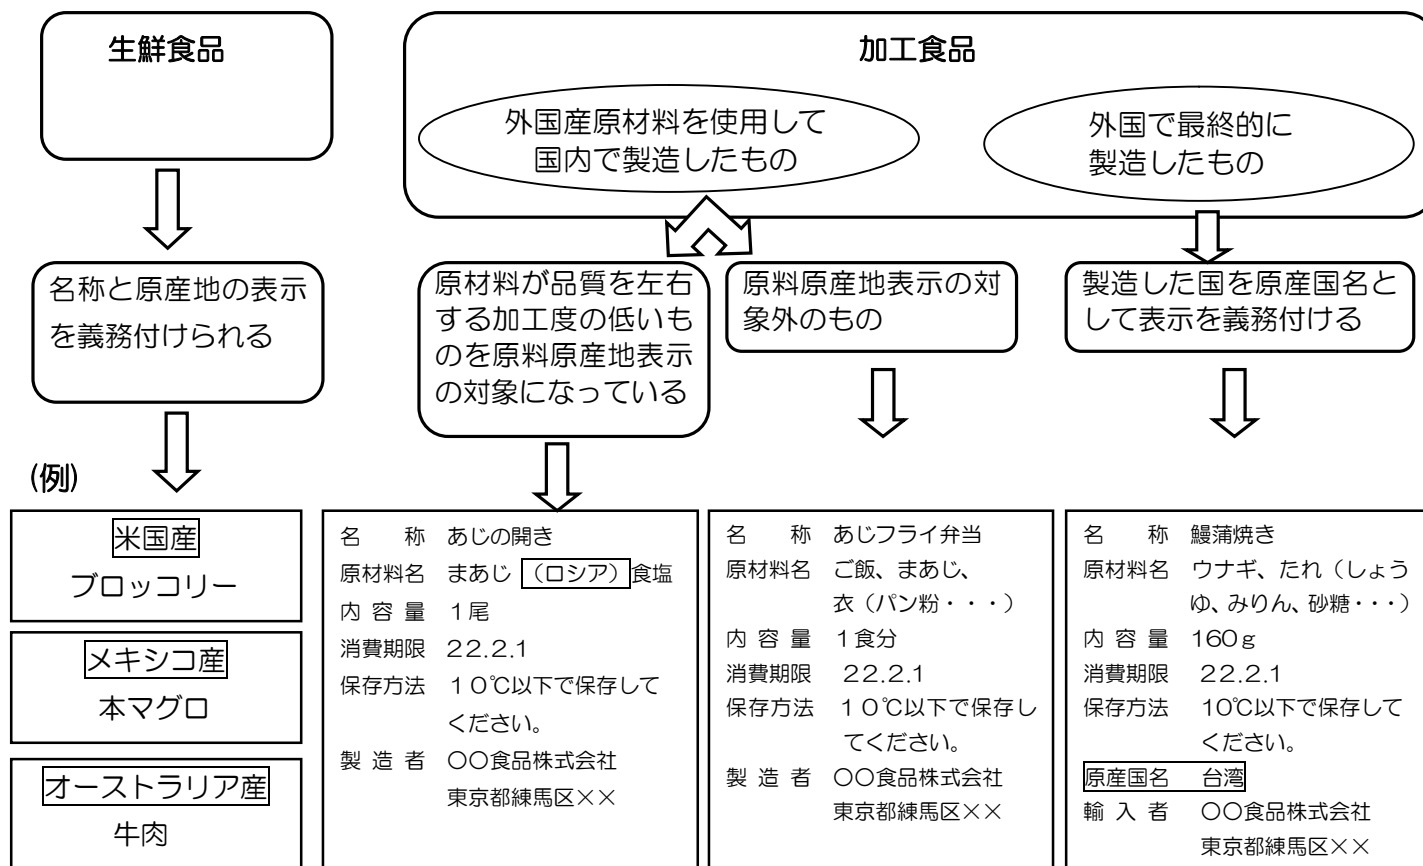 生鮮食品
加工食品
外国産原材料を使用して
国内で製造したもの
外国で最終的に
製造したもの
名称と原産地の表示
を義務付けられる
原材料が品質を左右
する加工度の低いも
のを原料原産地表示
の対象になっている
原料原産地表示の対
象外のもの
製造した国を原産国名と
して表示を義務付ける
(例)
米国産
ブロッコリー
メキシコ産
本マグロ
オーストラリア産
牛肉
名　　称　あじの開き
原材料名　まあじ（ロシア）食塩
内 容 量　１尾
消費期限　22.2.1
保存方法　１０℃以下で保存して
ください。
製 造 者　〇〇食品株式会社
東京都練馬区××
名　　称　あじフライ弁当
原材料名　ご飯、まあじ、
衣（パン粉・・・）
内 容 量　１食分
消費期限　22.2.1
保存方法　１０℃以下で保存し
てください。
製 造 者　〇〇食品株式会社
東京都練馬区××
名　　称　鰻蒲焼き
原材料名　ウナギ、たれ（しょう
ゆ、みりん、砂糖・・・）
内 容 量　160ｇ
消費期限　22.2.1
保存方法　10℃以下で保存して
ください。
原産国名　台湾
輸 入 者　〇〇食品株式会社
東京都練馬区××